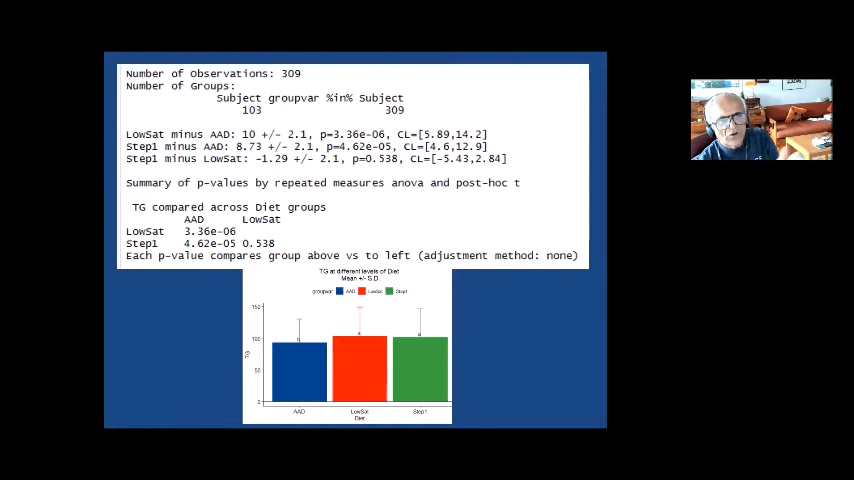 Number of Observations: 309
Number of Groups:
Subject groupvar %in% Subject
103 309
LowSat minus AAD: 10 +/- 2.1, p=3.36e-06, CL=[5.89,14.2]
Step1 minus AAD: 8.73 +/- 2.1, p=4.62e-05, CL=[4.6,12.9]
Step1 minus LowSat: -1.29 +/- 2.1, p=0.538, CL=[-5.43,2.84]
Summary of p-values by repeated measures anova and post-hoc t
TG compared across Diet groups
AAD LowSat
LowSat 3.36e-06
Step1 4.62e-05 0.538
Each p-value compares group above vs to left (adjustment method: none)
TG at different levels of Diet
Mean +/- S.D.
groupvar AAD LowSat Step1
150
100
50
0
TG
b a a
AAD LowSat Step1
Diet